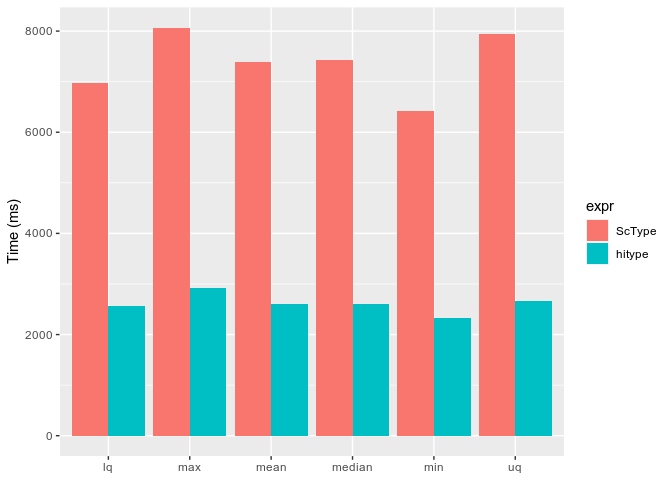 8000
6000
4000
2000
0
Time (ms)
lq max mean median min uq
expr
ScType
hitype